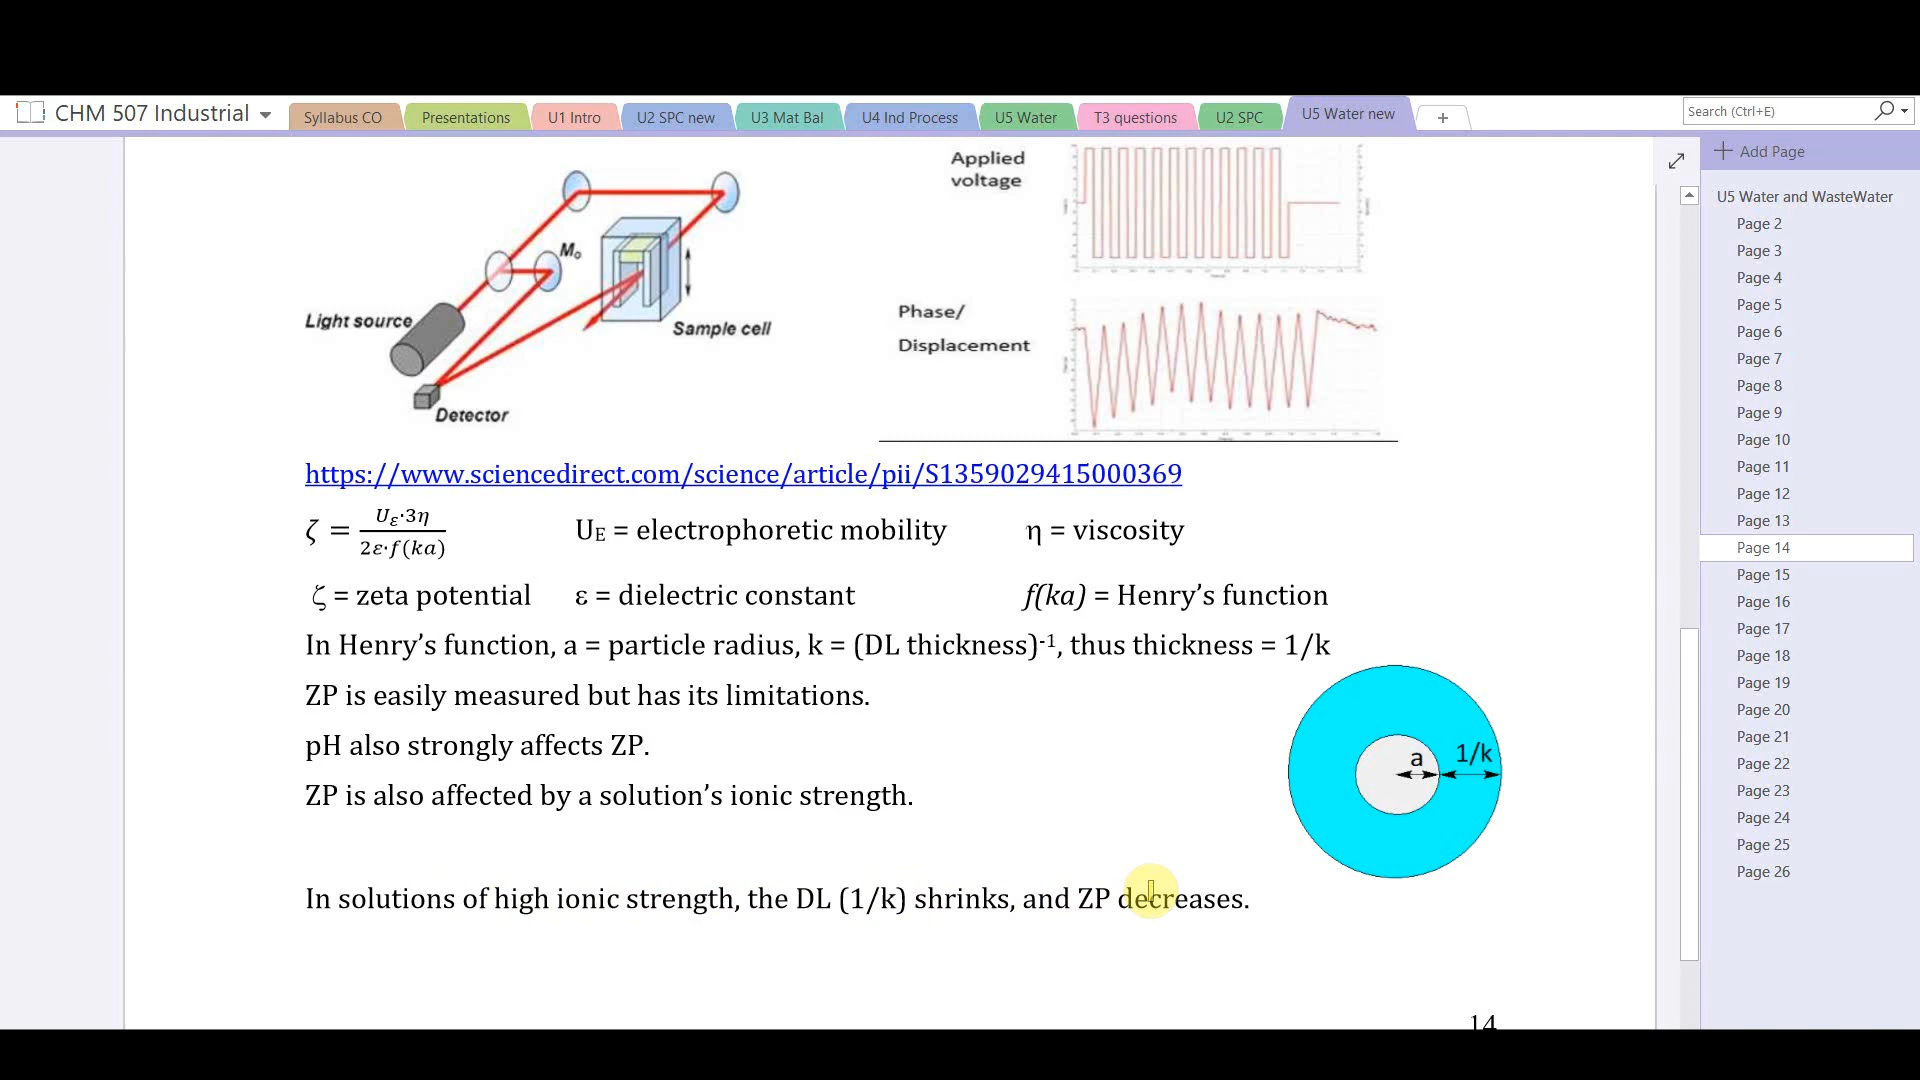 CHM 507 Industrial
Syllabus CO
Presentations
U1 Intro
U2 SPC new
U3 Mat Bal
U4 Ind Process
U5 Water
T3 questions
U2 SPC
U5 Water new
+
Search (Ctrl+E)
Add Page
U5 Water and WasteWater
Page 2
Page 3
Page 4
Page 5
Page 6
Page 7
Page 8
Page 9
Page 10
Page 11
Page 12
Page 13
Page 14
Page 15
Page 16
Page 17
Page 18
Page 19
Page 20
Page 21
Page 22
Page 23
Page 24
Page 25
Page 26
M₀
Light source
Sample cell
Detector
Applied
voltage
Phase/
Displacement
https://www.sciencedirect.com/science/article/pii/S1359029415000369
ζ = Uε·3η / 2ε·f(ka) UE = electrophoretic mobility η = viscosity
ζ = zeta potential ε = dielectric constant f(ka) = Henry’s function
In Henry’s function, a = particle radius, k = (DL thickness)⁻¹, thus thickness = 1/k
ZP is easily measured but has its limitations.
pH also strongly affects ZP.
ZP is also affected by a solution’s ionic strength.
a 1/k
In solutions of high ionic strength, the DL (1/k) shrinks, and ZP decreases.
14